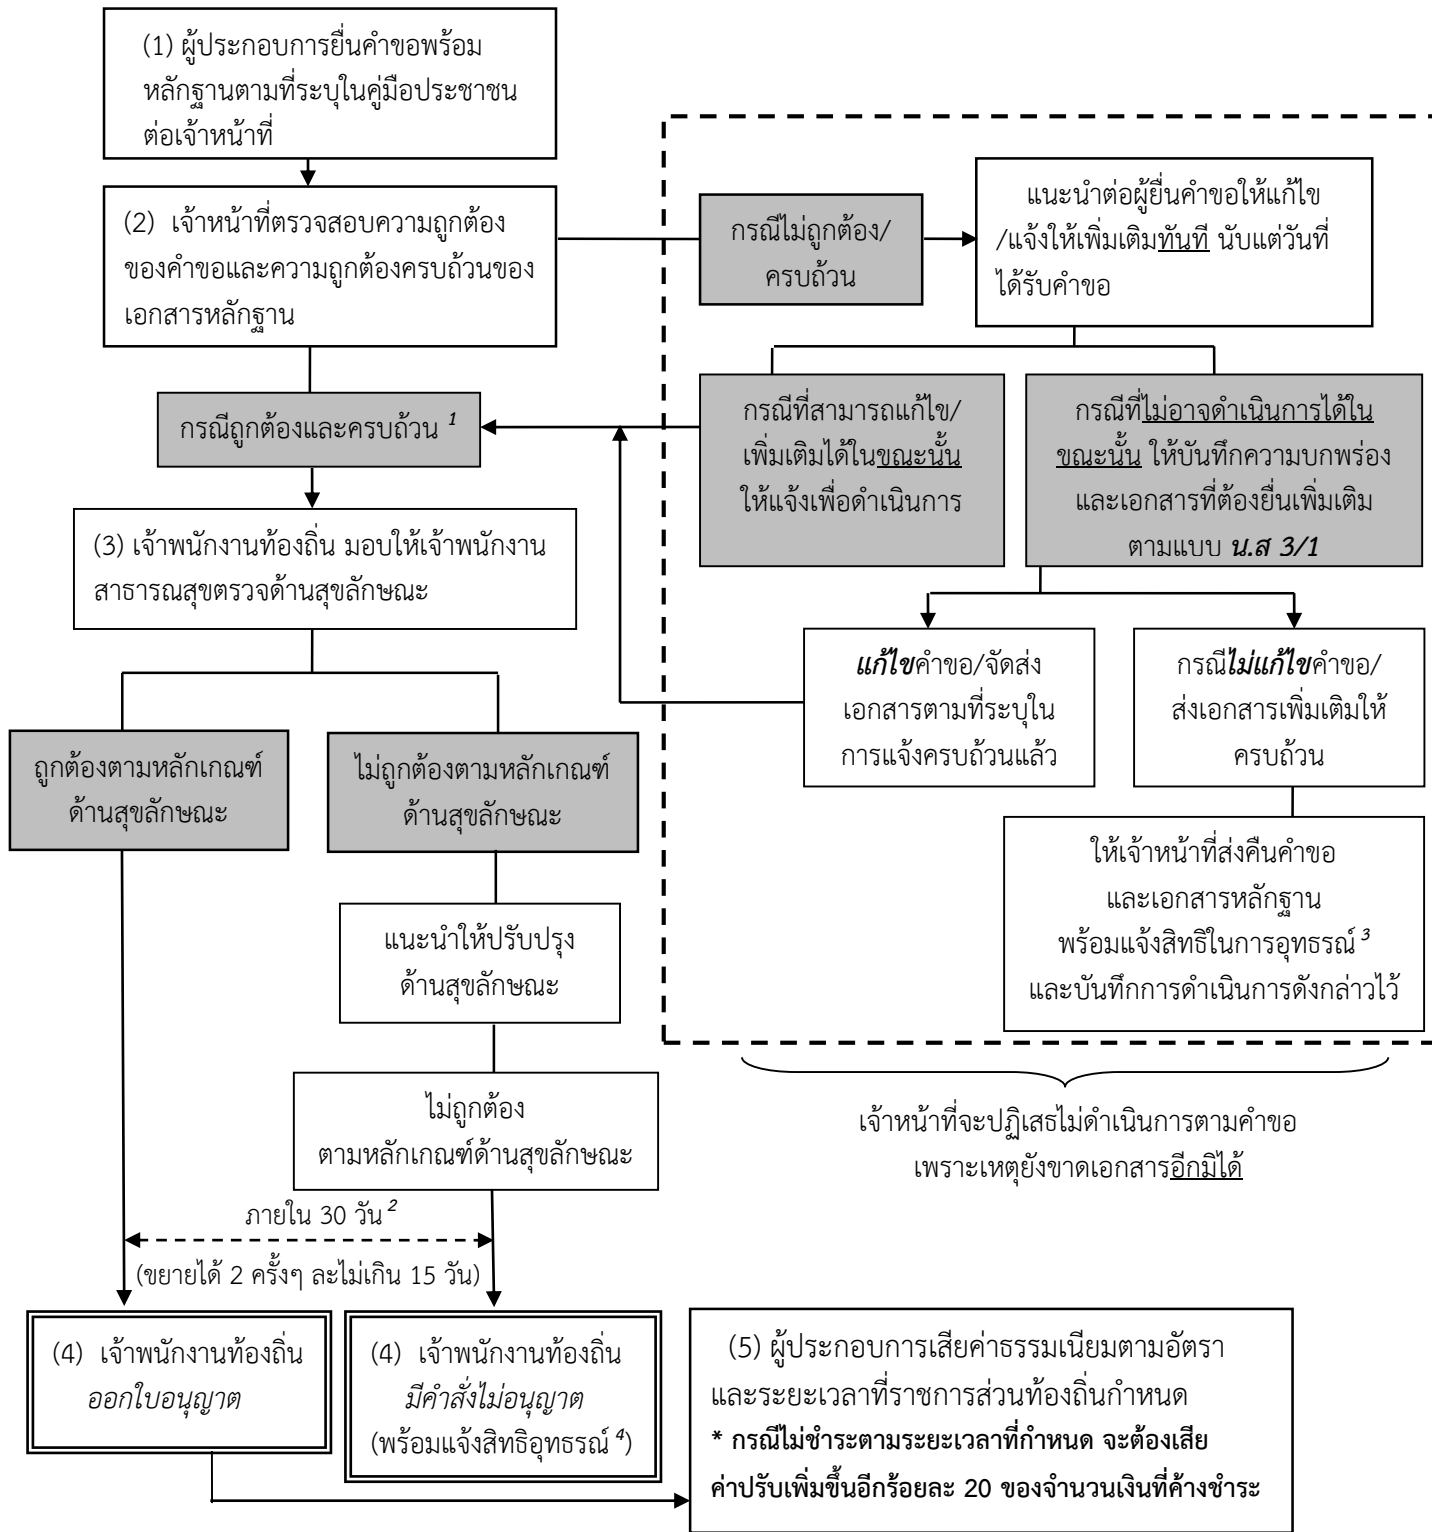 (1) ผู้ประกอบการยื่นคำขอพร้อม
หลักฐานตามที่ระบุในคู่มือประชาชน
ต่อเจ้าหน้าที่
(2) เจ้าหน้าที่ตรวจสอบความถูกต้อง
ของคำขอและความถูกต้องครบถ้วนของ
เอกสารหลักฐาน
กรณีไม่ถูกต้อง/
ครบถ้วน
แนะนำต่อผู้ยื่นคำขอให้แก้ไข
/แจ้งให้เพิ่มเติมทันที นับแต่วันที่
ได้รับคำขอ
กรณีถูกต้องและครบถ้วน 1
กรณีที่สามารถแก้ไข/
เพิ่มเติมได้ในขณะนั้น
ให้แจ้งเพื่อดำเนินการ
กรณีที่ไม่อาจดำเนินการได้ใน
ขณะนั้น ให้บันทึกความบกพร่อง
และเอกสารที่ต้องยื่นเพิ่มเติม
ตามแบบ น.ส 3/1
(3) เจ้าพนักงานท้องถิ่น มอบให้เจ้าพนักงาน
สาธารณสุขตรวจด้านสุขลักษณะ
แก้ไขคำขอ/จัดส่ง
เอกสารตามที่ระบุใน
การแจ้งครบถ้วนแล้ว
กรณีไม่แก้ไขคำขอ/
ส่งเอกสารเพิ่มเติมให้
ครบถ้วน
ถูกต้องตามหลักเกณฑ์
ด้านสุขลักษณะ
ไม่ถูกต้องตามหลักเกณฑ์
ด้านสุขลักษณะ
ให้เจ้าหน้าที่ส่งคืนคำขอ
และเอกสารหลักฐาน
พร้อมแจ้งสิทธิในการอุทธรณ์ 3
และบันทึกการดำเนินการดังกล่าวไว้
แนะนำให้ปรับปรุง
ด้านสุขลักษณะ
ไม่ถูกต้อง
ตามหลักเกณฑ์ด้านสุขลักษณะ
เจ้าหน้าที่จะปฏิเสธไม่ดำเนินการตามคำขอ
เพราะเหตุยังขาดเอกสารอีกมิได้
ภายใน 30 วัน 2
(ขยายได้ 2 ครั้งๆ ละไม่เกิน 15 วัน)
(4) เจ้าพนักงานท้องถิ่น
ออกใบอนุญาต
(4) เจ้าพนักงานท้องถิ่น
มีคำสั่งไม่อนุญาต
(พร้อมแจ้งสิทธิอุทธรณ์ 4)
(5) ผู้ประกอบการเสียค่าธรรมเนียมตามอัตรา
และระยะเวลาที่ราชการส่วนท้องถิ่นกำหนด
* กรณีไม่ชำระตามระยะเวลาที่กำหนด จะต้องเสีย
ค่าปรับเพิ่มขึ้นอีกร้อยละ 20 ของจำนวนเงินที่ค้างชำระ